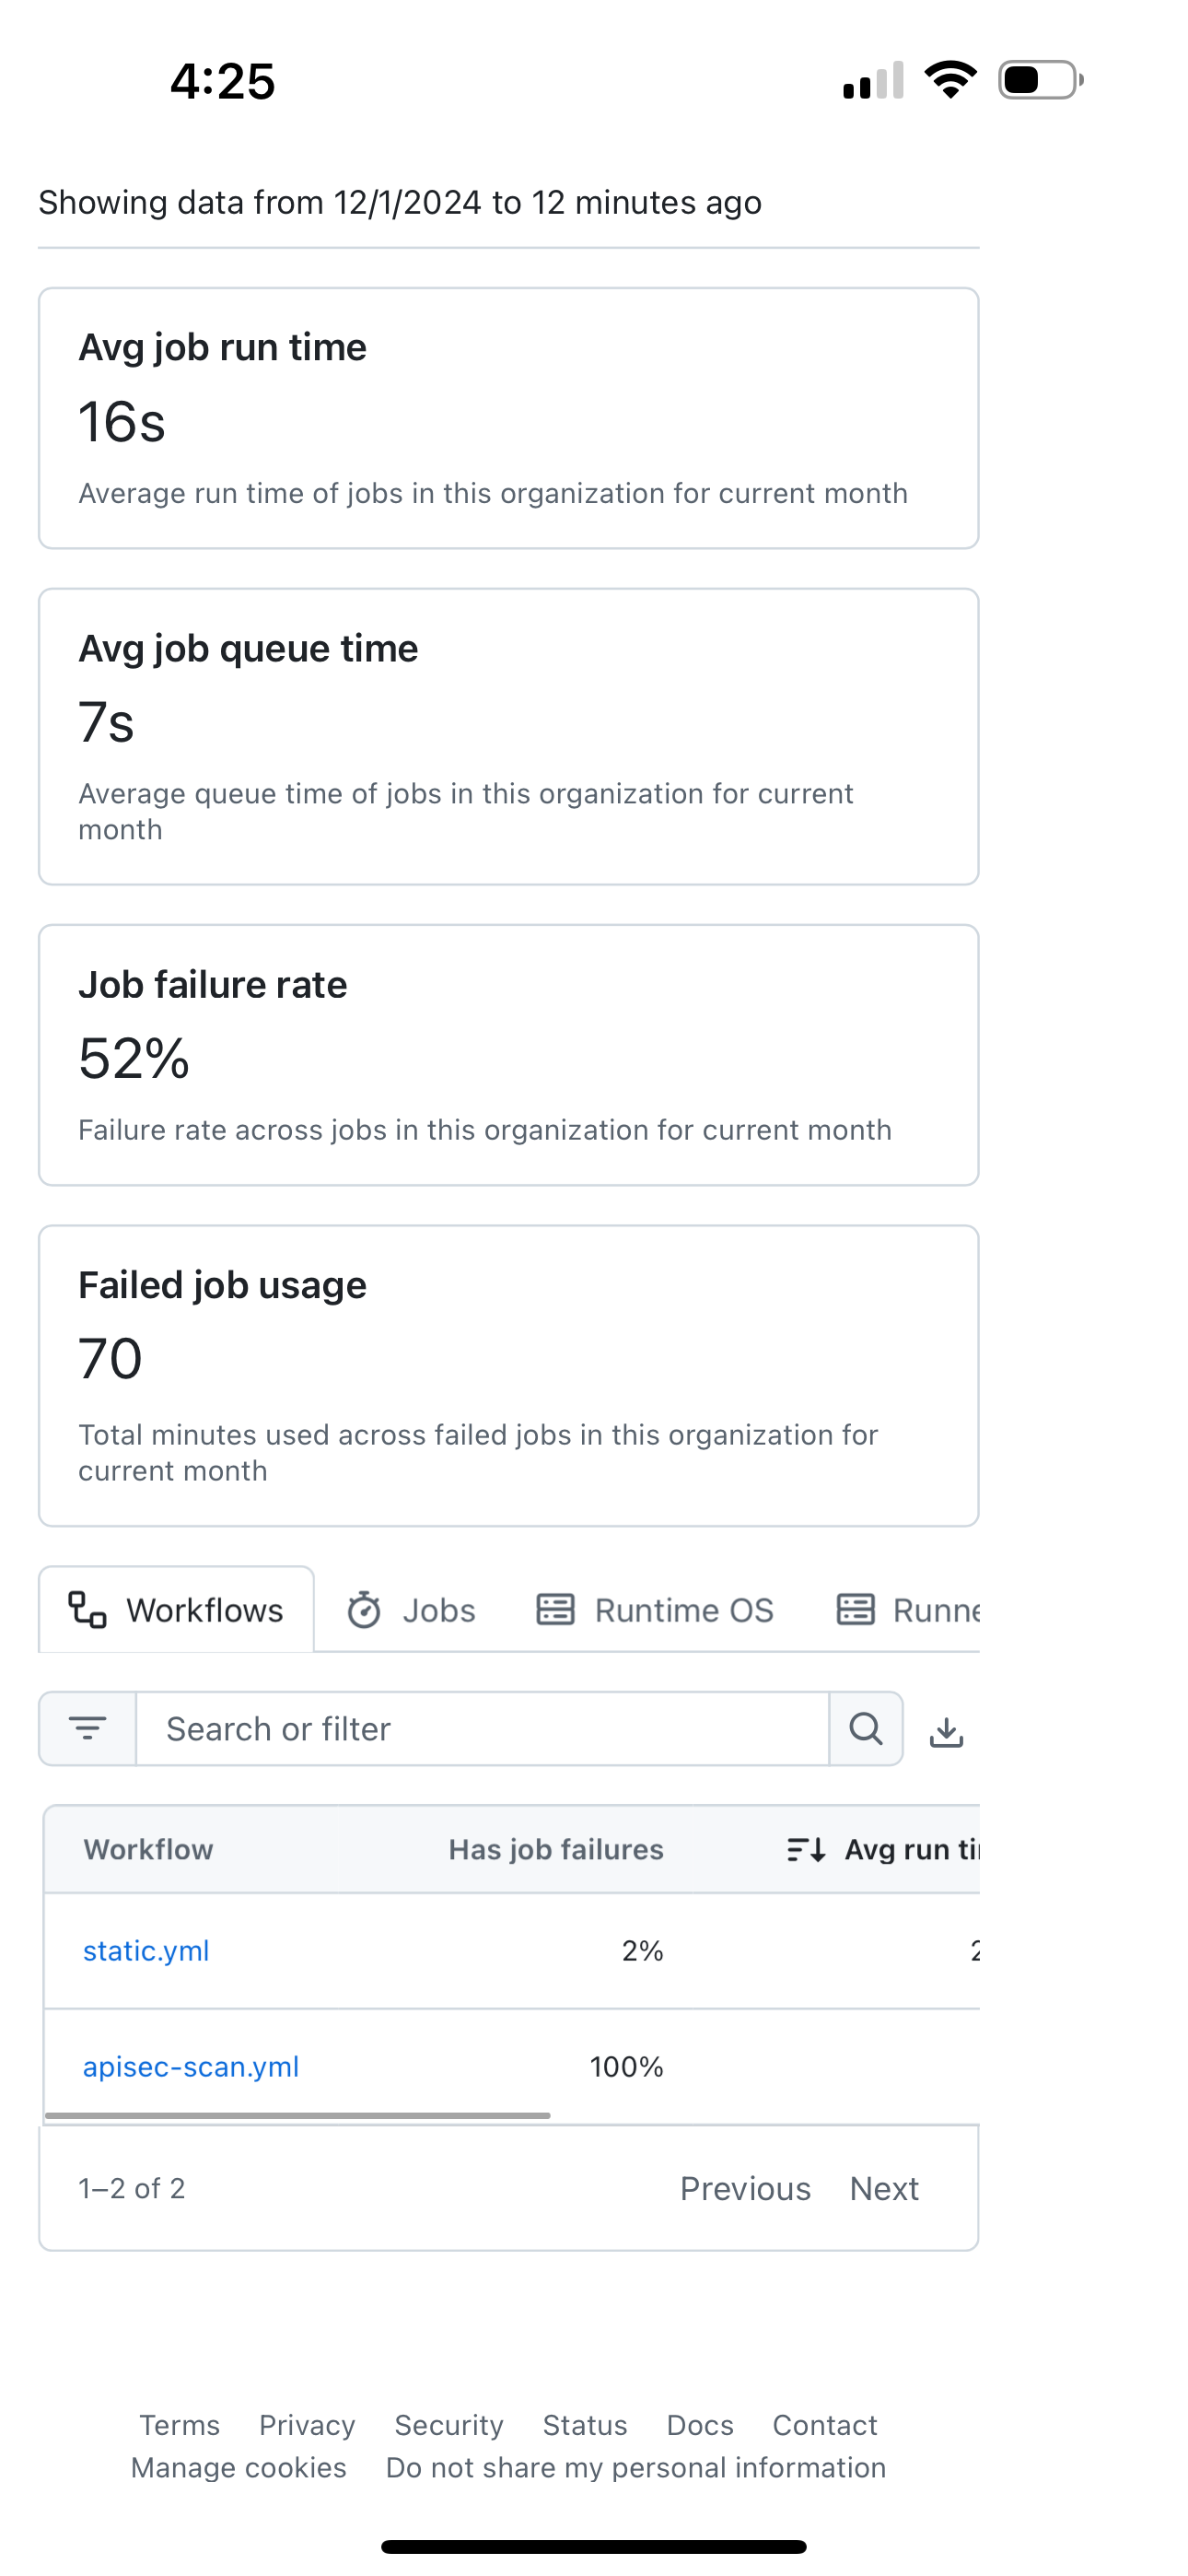 4:25
Showing data from 12/1/2024 to 12 minutes ago
Avg job run time
16s
Average run time of jobs in this organization for current month
Avg job queue time
7s
Average queue time of jobs in this organization for current
month
Job failure rate
52%
Failure rate across jobs in this organization for current month
Failed job usage
70
Total minutes used across failed jobs in this organization for
current month
Workflows Jobs Runtime OS Runne
Search or filter
Workflow Has job failures Avg run ti
static.yml 2% 2
apisec-scan.yml 100%
1–2 of 2 Previous Next
Terms Privacy Security Status Docs Contact
Manage cookies Do not share my personal information